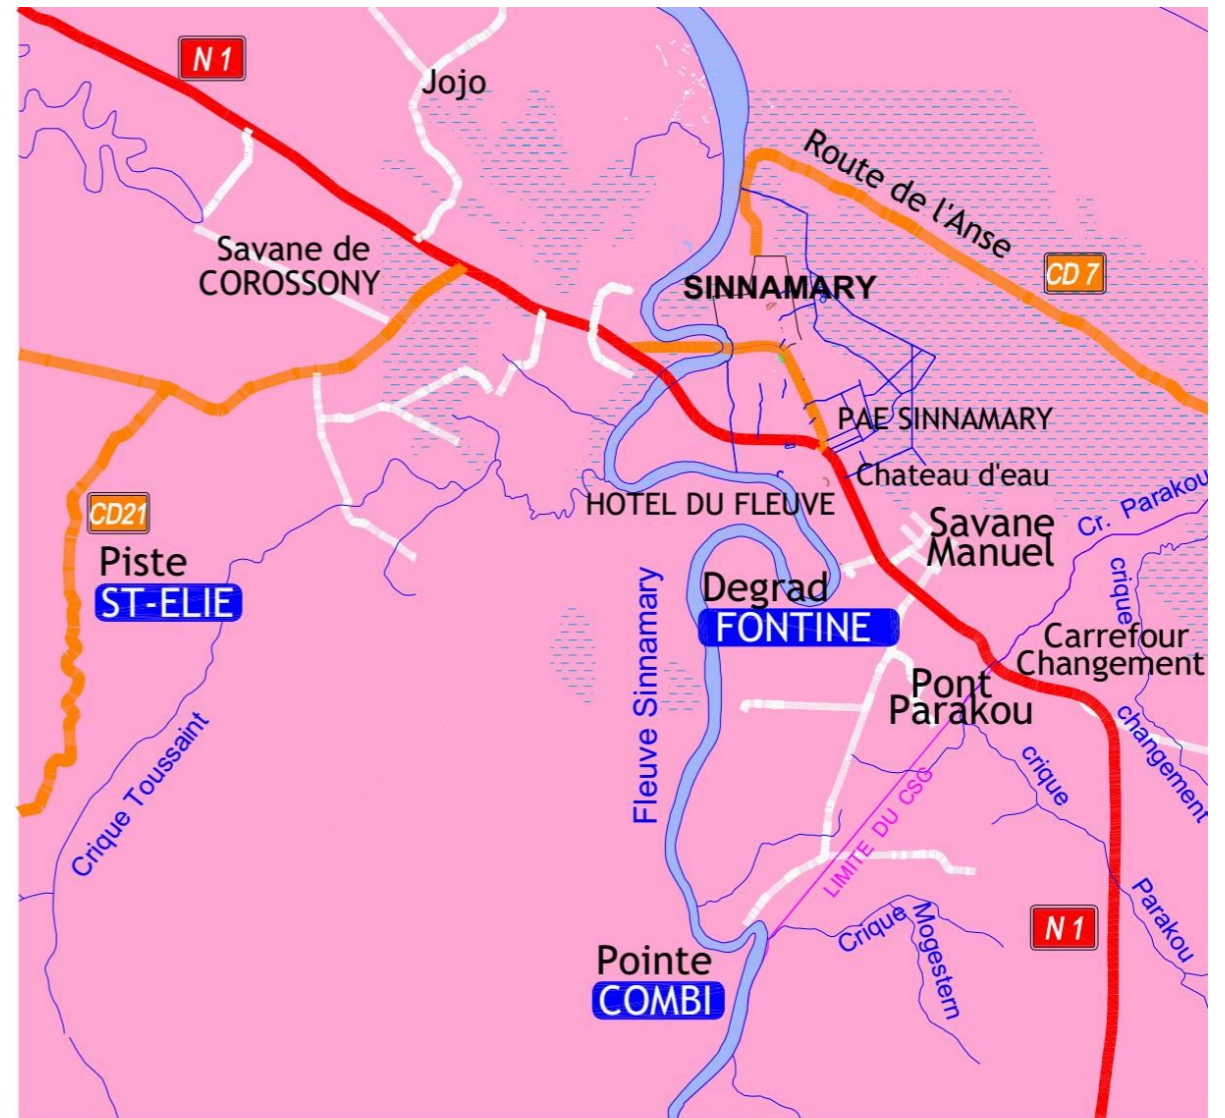 N 1
Jojo
Route de l'Anse
Savane de
COROSSONY
CD 7
SINNAMARY
PAE SINNAMARY
Chateau d'eau
HOTEL DU FLEUVE
CD21
Savane
Manuel
Cr. Parakou
Piste
ST-ELIE
Degrad
FONTINE
crique
changement
Carrefour
Changement
Fleuve Sinnamary
Pont
Parakou
Crique Toussaint
crique
Parakou
LIMITE DU CSG
N 1
Crique
Mogestern
Pointe
COMBI